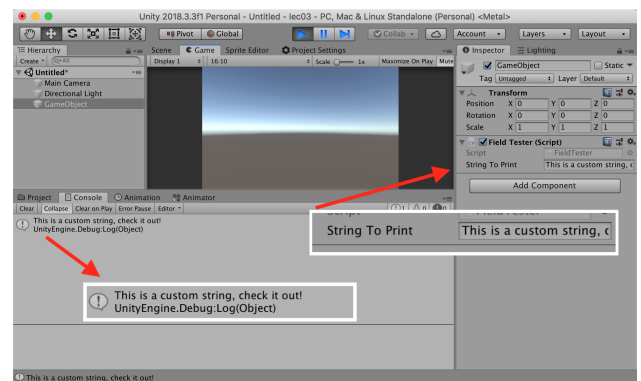 Unity 2018.3.3f1 Personal - Untitled - lec03 - PC, Mac & Linux Standalone (Personal) <Metal>
Pivot Global Collab Account Layers Layout
Hierarchy Scene Game Sprite Editor Project Settings Inspector Lighting
Create All Display 1 16:10 Scale 1x Maximize On Play Mute
GameObject Static
Untitled*
Main Camera
Directional Light
GameObject
Tag Untagged Layer Default
Transform
Position X 0 Y 0 Z 0
Rotation X 0 Y 0 Z 0
Scale X 1 Y 1 Z 1
Field Tester (Script)
Script FieldTester
String To Print This is a custom string, c
Add Component
Project Console Animation Animator
Clear Collapse Clear on Play Error Pause Editor 1 0 0
This is a custom string, check it out!
UnityEngine.Debug:Log(Object)
String To Print This is a custom string, c
This is a custom string, check it out!
UnityEngine.Debug:Log(Object)
This is a custom string, check it out!